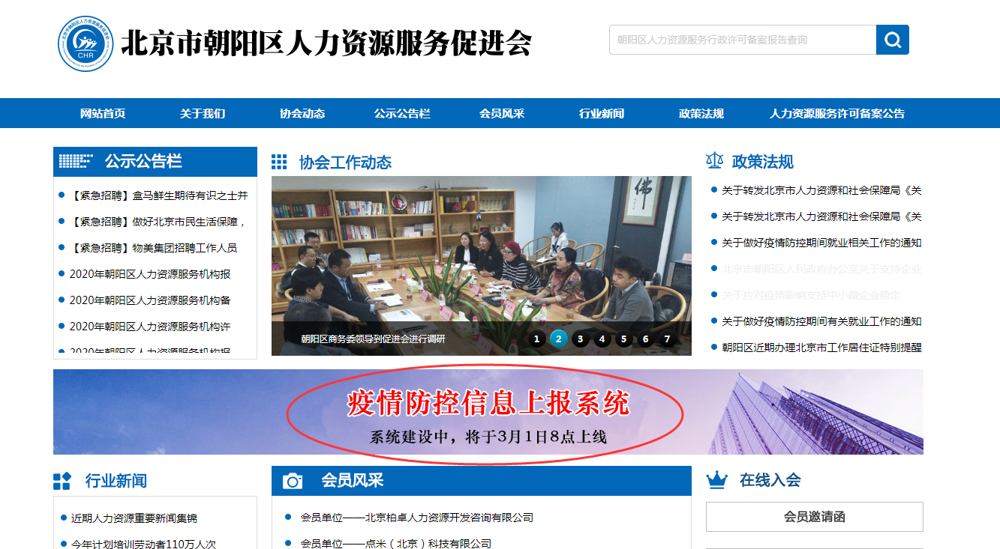 CHR
北京市朝阳区人力资源服务促进会
朝阳区人力资源服务行政许可备案报告查询
网站首页 关于我们 协会动态 公示公告栏 会员风采 行业新闻 政策法规 人力资源服务许可备案公告
公示公告栏
【紧急招聘】盒马鲜生期待有识之士并
【紧急招聘】做好北京市民生活保障，
【紧急招聘】物美集团招聘工作人员
2020年朝阳区人力资源服务机构报
2020年朝阳区人力资源服务机构备
2020年朝阳区人力资源服务机构许
2020年朝阳区人力资源服务机构报
协会工作动态
佛
朝阳区商务委领导到促进会进行调研
1 2 3 4 5 6 7
政策法规
关于转发北京市人力资源和社会保障局《关
关于转发北京市人力资源和社会保障局《关
关于做好疫情防控期间就业相关工作的通知
北京市朝阳区人民政府办公室关于支持企业
关于应对疫情影响支持中小微企业稳定
关于做好疫情防控期间有关就业工作的通知
朝阳区近期办理北京市工作居住证特别提醒
疫情防控信息上报系统
系统建设中，将于3月1日8点上线
行业新闻
近期人力资源重要新闻集锦
今年计划培训劳动者110万人次
会员风采
会员单位——北京柏卓人力资源开发咨询有限公司
会员单位——点米（北京）科技有限公司
在线入会
会员邀请函